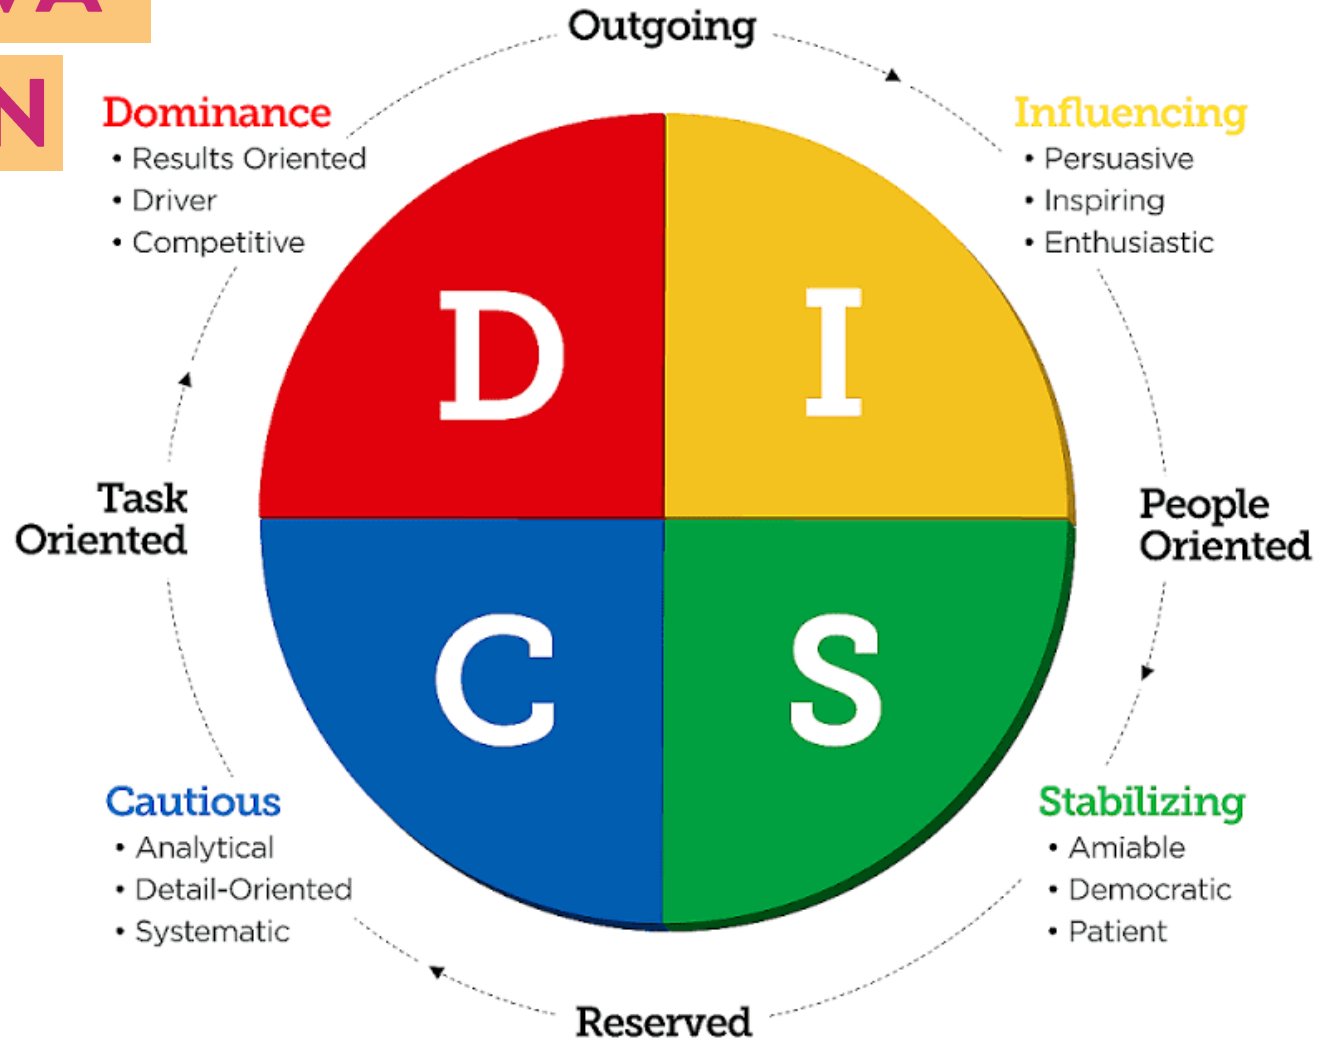 Outgoing
Dominance
• Results Oriented
• Driver
• Competitive
Influencing
• Persuasive
• Inspiring
• Enthusiastic
D
I
Task
Oriented
People
Oriented
C
S
Cautious
• Analytical
• Detail-Oriented
• Systematic
Stabilizing
• Amiable
• Democratic
• Patient
Reserved